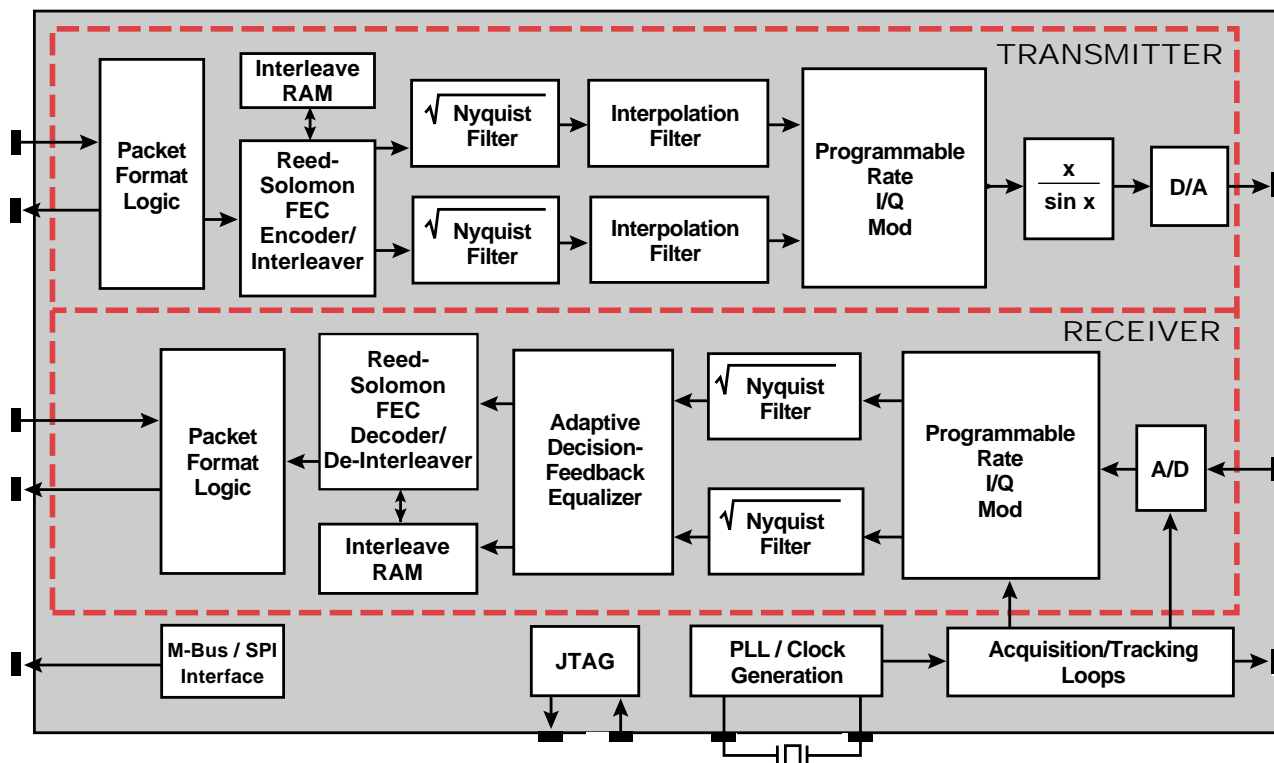 TRANSMITTER
Interleave
RAM
Packet
Format
Logic
Reed-
Solomon
FEC
Encoder/
Interleaver
√ Nyquist
Filter
Interpolation
Filter
√ Nyquist
Filter
Interpolation
Filter
Programmable
Rate
I/Q
Mod
x
sin x
D/A
RECEIVER
Packet
Format
Logic
Reed-
Solomon
FEC
Decoder/
De-Interleaver
Interleave
RAM
Adaptive
Decision-
Feedback
Equalizer
√ Nyquist
Filter
√ Nyquist
Filter
Programmable
Rate
I/Q
Mod
A/D
M-Bus / SPI
Interface
JTAG
PLL / Clock
Generation
Acquisition/Tracking
Loops